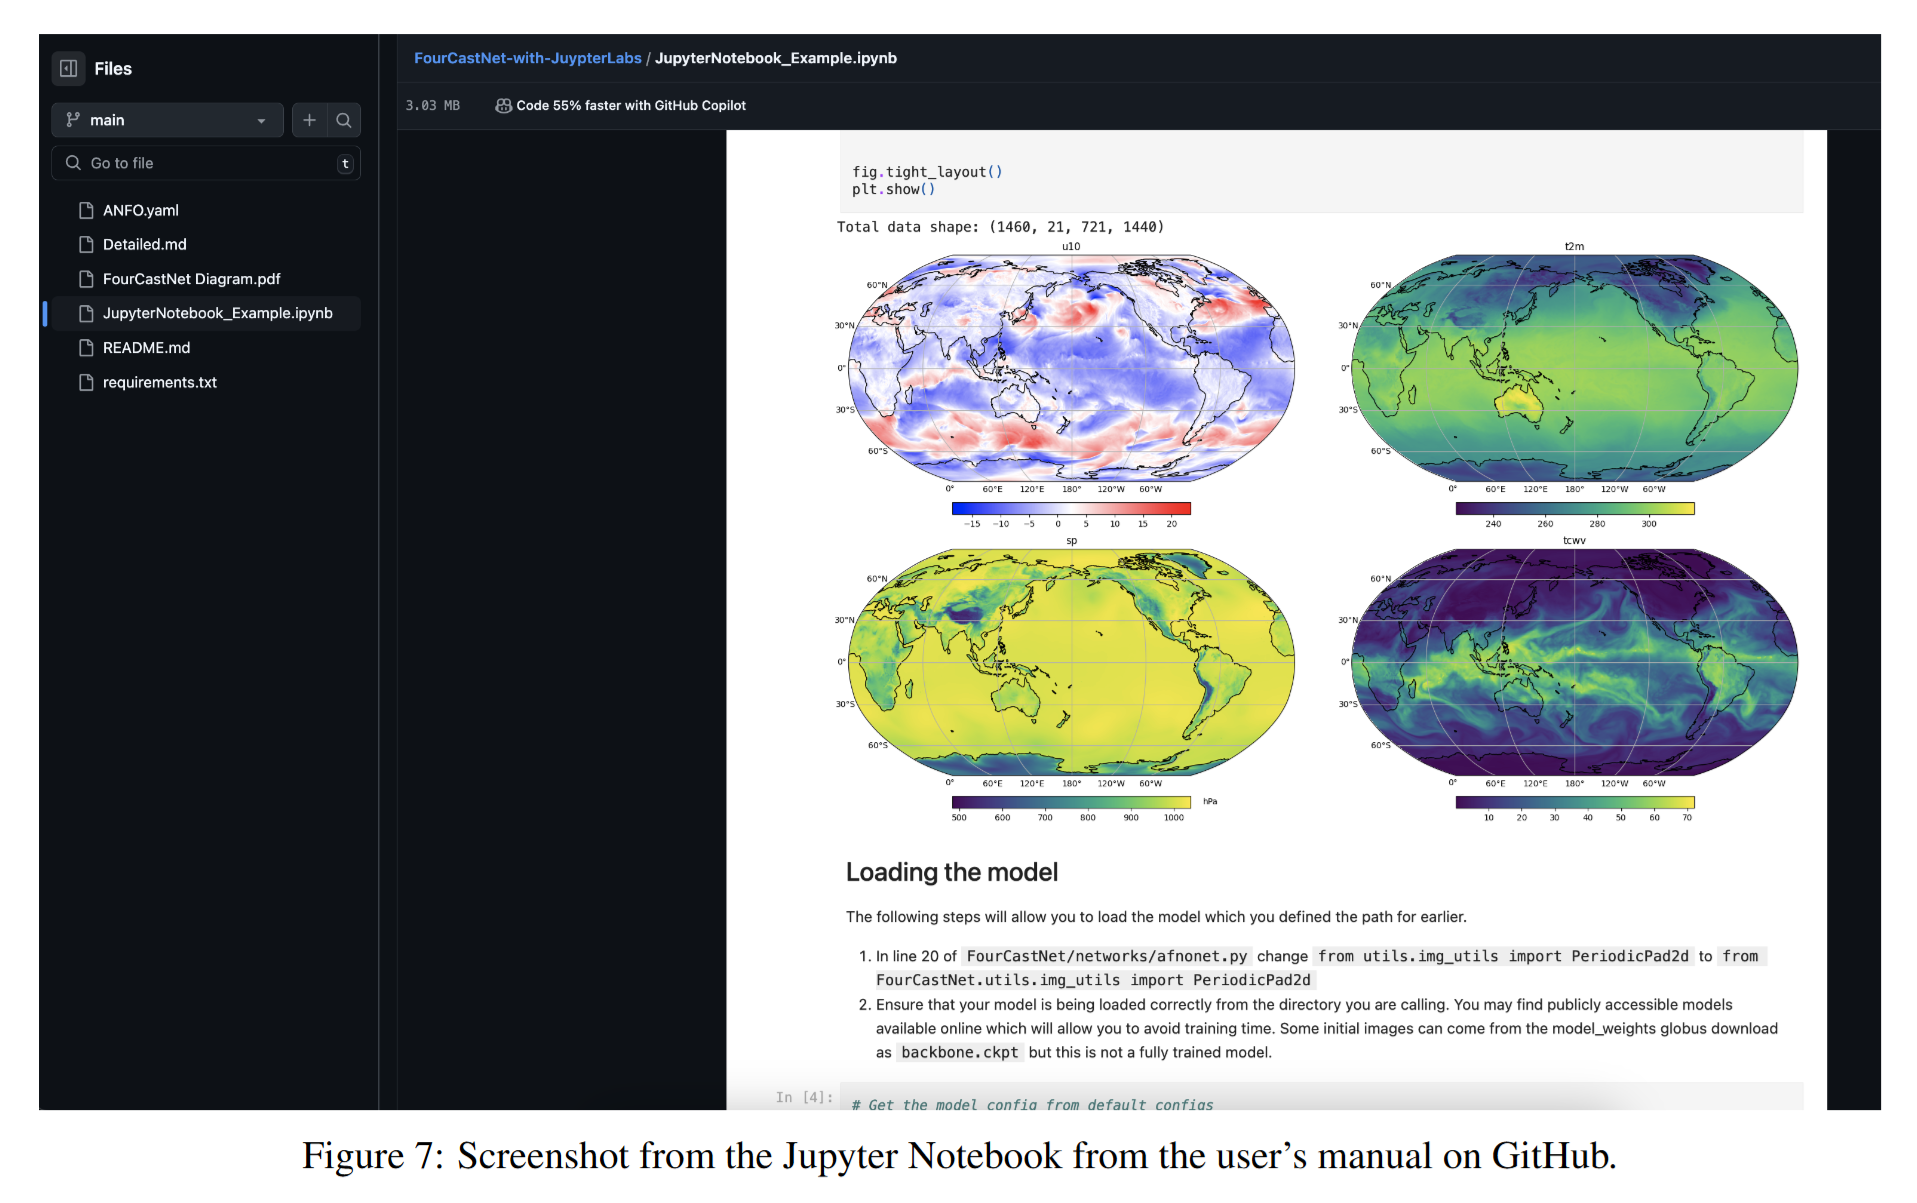 Files
main
Go to file
t
ANFO.yaml
Detailed.md
FourCastNet Diagram.pdf
JupyterNotebook_Example.ipynb
README.md
requirements.txt
FourCastNet-with-JuypterLabs / JupyterNotebook_Example.ipynb
3.03 MB Code 55% faster with GitHub Copilot
fig.tight_layout()
plt.show()
Total data shape: (1460, 21, 721, 1440)
u10
60°N
30°N
0°
30°S
60°S
0° 60°E 120°E 180° 120°W 60°W
−15 −10 −5 0 5 10 15 20
t2m
60°N
30°N
0°
30°S
60°S
0° 60°E 120°E 180° 120°W 60°W
240 260 280 300
sp
60°N
30°N
0°
30°S
60°S
0° 60°E 120°E 180° 120°W 60°W
hPa
500 600 700 800 900 1000
tcwv
60°N
30°N
0°
30°S
60°S
0° 60°E 120°E 180° 120°W 60°W
10 20 30 40 50 60 70
Loading the model
The following steps will allow you to load the model which you defined the path for earlier.
1. In line 20 of FourCastNet/networks/afnonet.py change from utils.img_utils import PeriodicPad2d to from
FourCastNet.utils.img_utils import PeriodicPad2d
2. Ensure that your model is being loaded correctly from the directory you are calling. You may find publicly accessible models
available online which will allow you to avoid training time. Some initial images can come from the model_weights globus download
as backbone.ckpt but this is not a fully trained model.
In [4]:
# Get the model config from default configs
Figure 7: Screenshot from the Jupyter Notebook from the user's manual on GitHub.